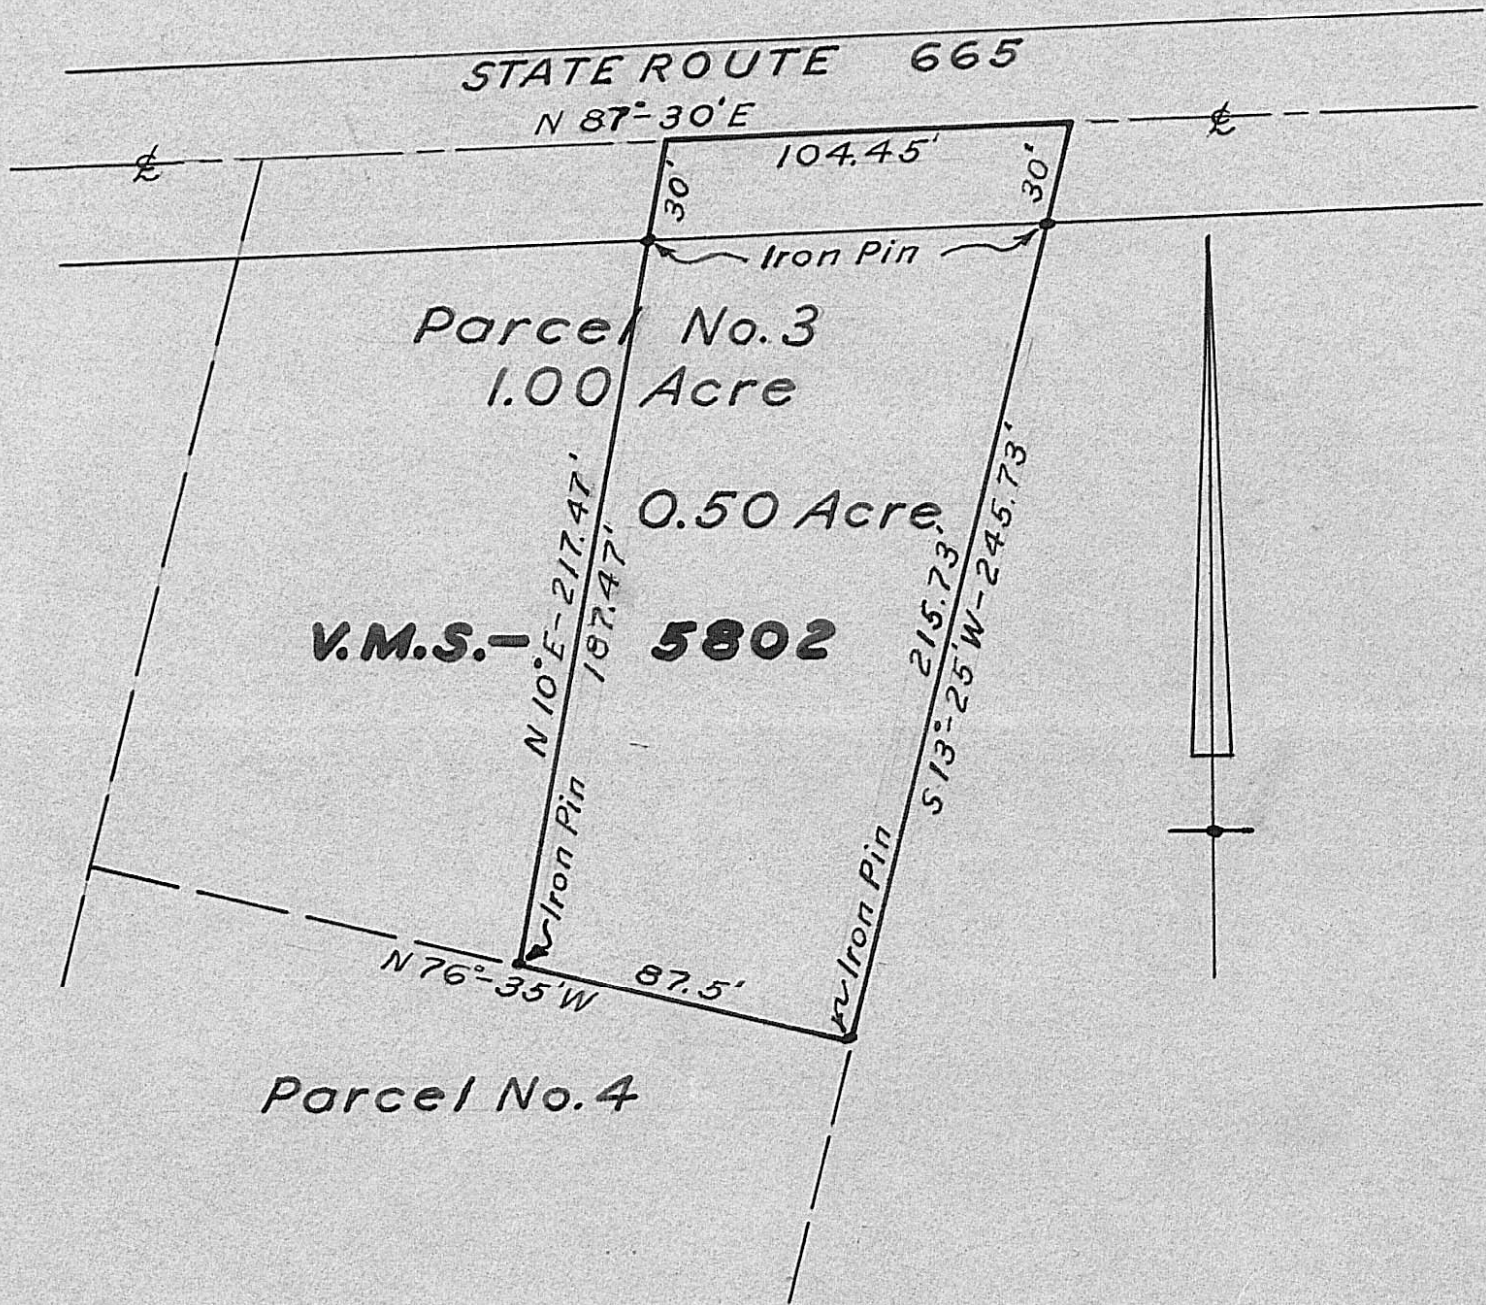 STATE ROUTE 665
N 87°-30'E
℄
℄
104.45'
30'
30'
Iron Pin
Parcel No. 3
1.00 Acre
0.50 Acre
N 10°E-217.47'
187.47'
215.73'
S 13°-25'W-245.73'
V.M.S.- 5802
Iron Pin
Iron Pin
N 76°-35'W
87.5'
Parcel No. 4